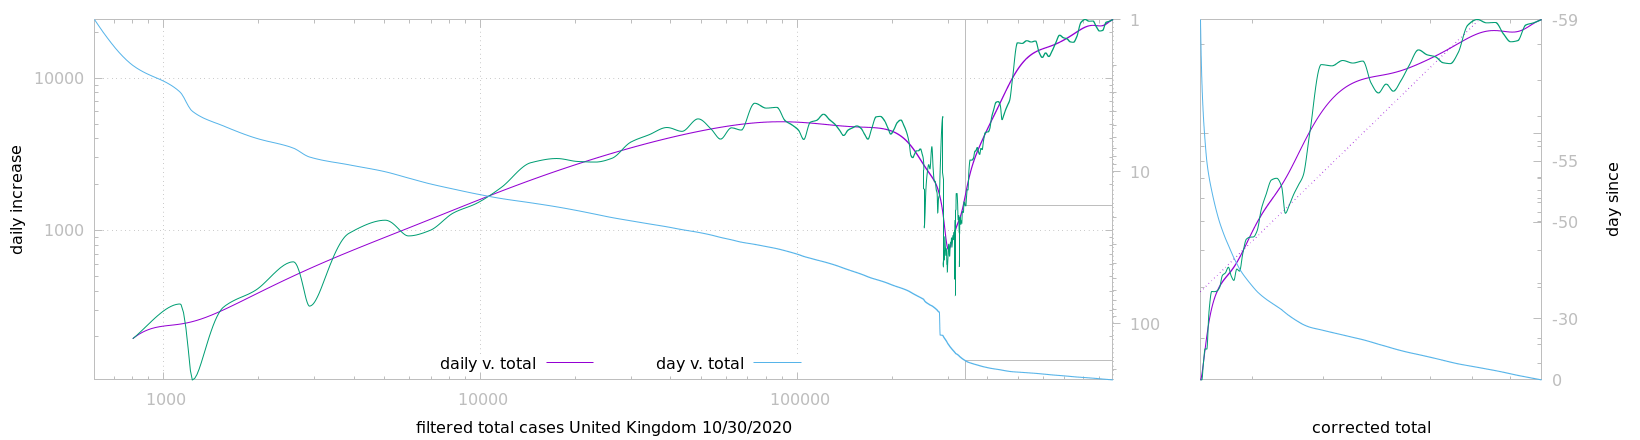 1
-59
10000
daily increase
10
-55
day since
-50
1000
100
-30
daily v. total
day v. total
0
1000
10000
100000
filtered total cases United Kingdom 10/30/2020
corrected total